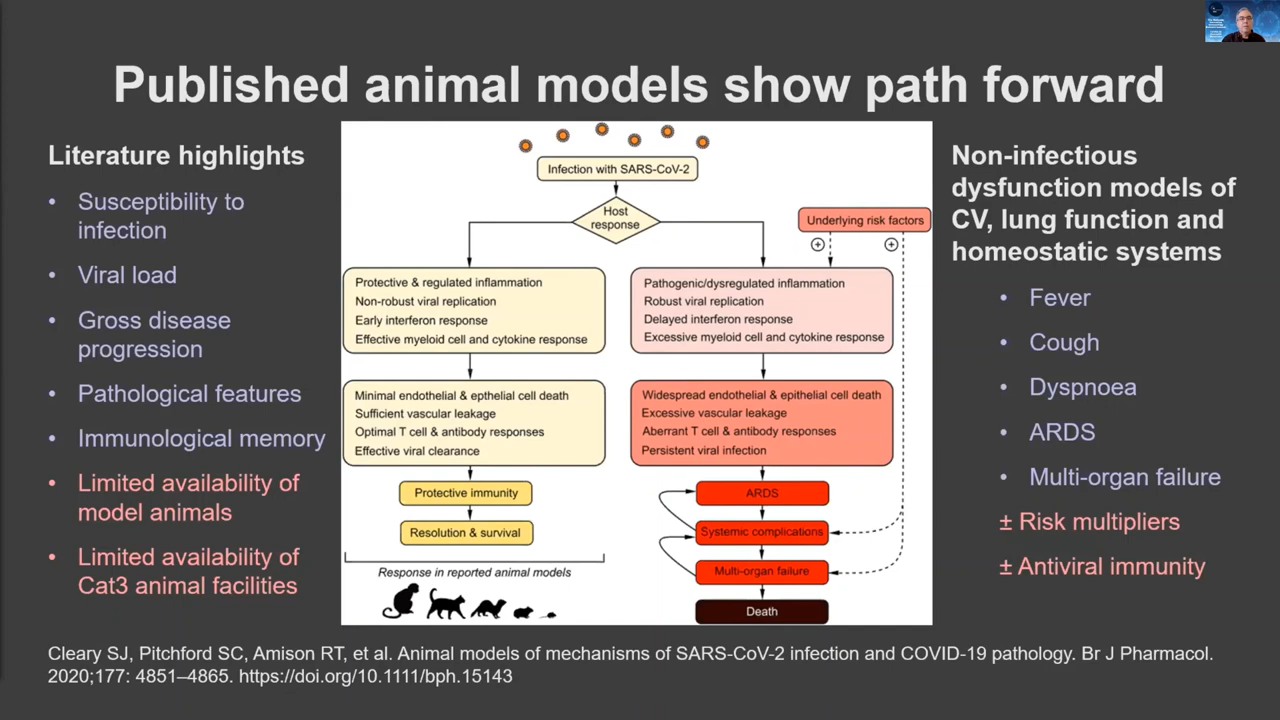 Published animal models show path forward
Literature highlights
• Susceptibility to
infection
• Viral load
• Gross disease
progression
• Pathological features
• Immunological memory
• Limited availability of
model animals
• Limited availability of
Cat3 animal facilities
Infection with SARS-CoV-2
Host
response
Underlying risk factors
+ +
Protective & regulated inflammation
Non-robust viral replication
Early interferon response
Effective myeloid cell and cytokine response
Pathogenic/dysregulated inflammation
Robust viral replication
Delayed interferon response
Excessive myeloid cell and cytokine response
Minimal endothelial & epthelial cell death
Sufficient vascular leakage
Optimal T cell & antibody responses
Effective viral clearance
Widespread endothelial & epithelial cell death
Excessive vascular leakage
Aberrant T cell & antibody responses
Persistent viral infection
Protective immunity
Resolution & survival
Response in reported animal models
ARDS
Systemic complications
Multi-organ failure
Death
Non-infectious
dysfunction models of
CV, lung function and
homeostatic systems
• Fever
• Cough
• Dyspnoea
• ARDS
• Multi-organ failure
± Risk multipliers
± Antiviral immunity
Cleary SJ, Pitchford SC, Amison RT, et al. Animal models of mechanisms of SARS-CoV-2 infection and COVID-19 pathology. Br J Pharmacol.
2020;177: 4851–4865. https://doi.org/10.1111/bph.15143